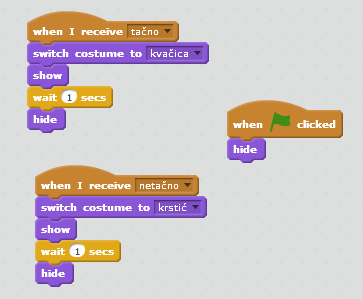 when I receive tačno
switch costume to kvačica
show
wait 1 secs
hide
when clicked
hide
when I receive netačno
switch costume to krstić
show
wait 1 secs
hide